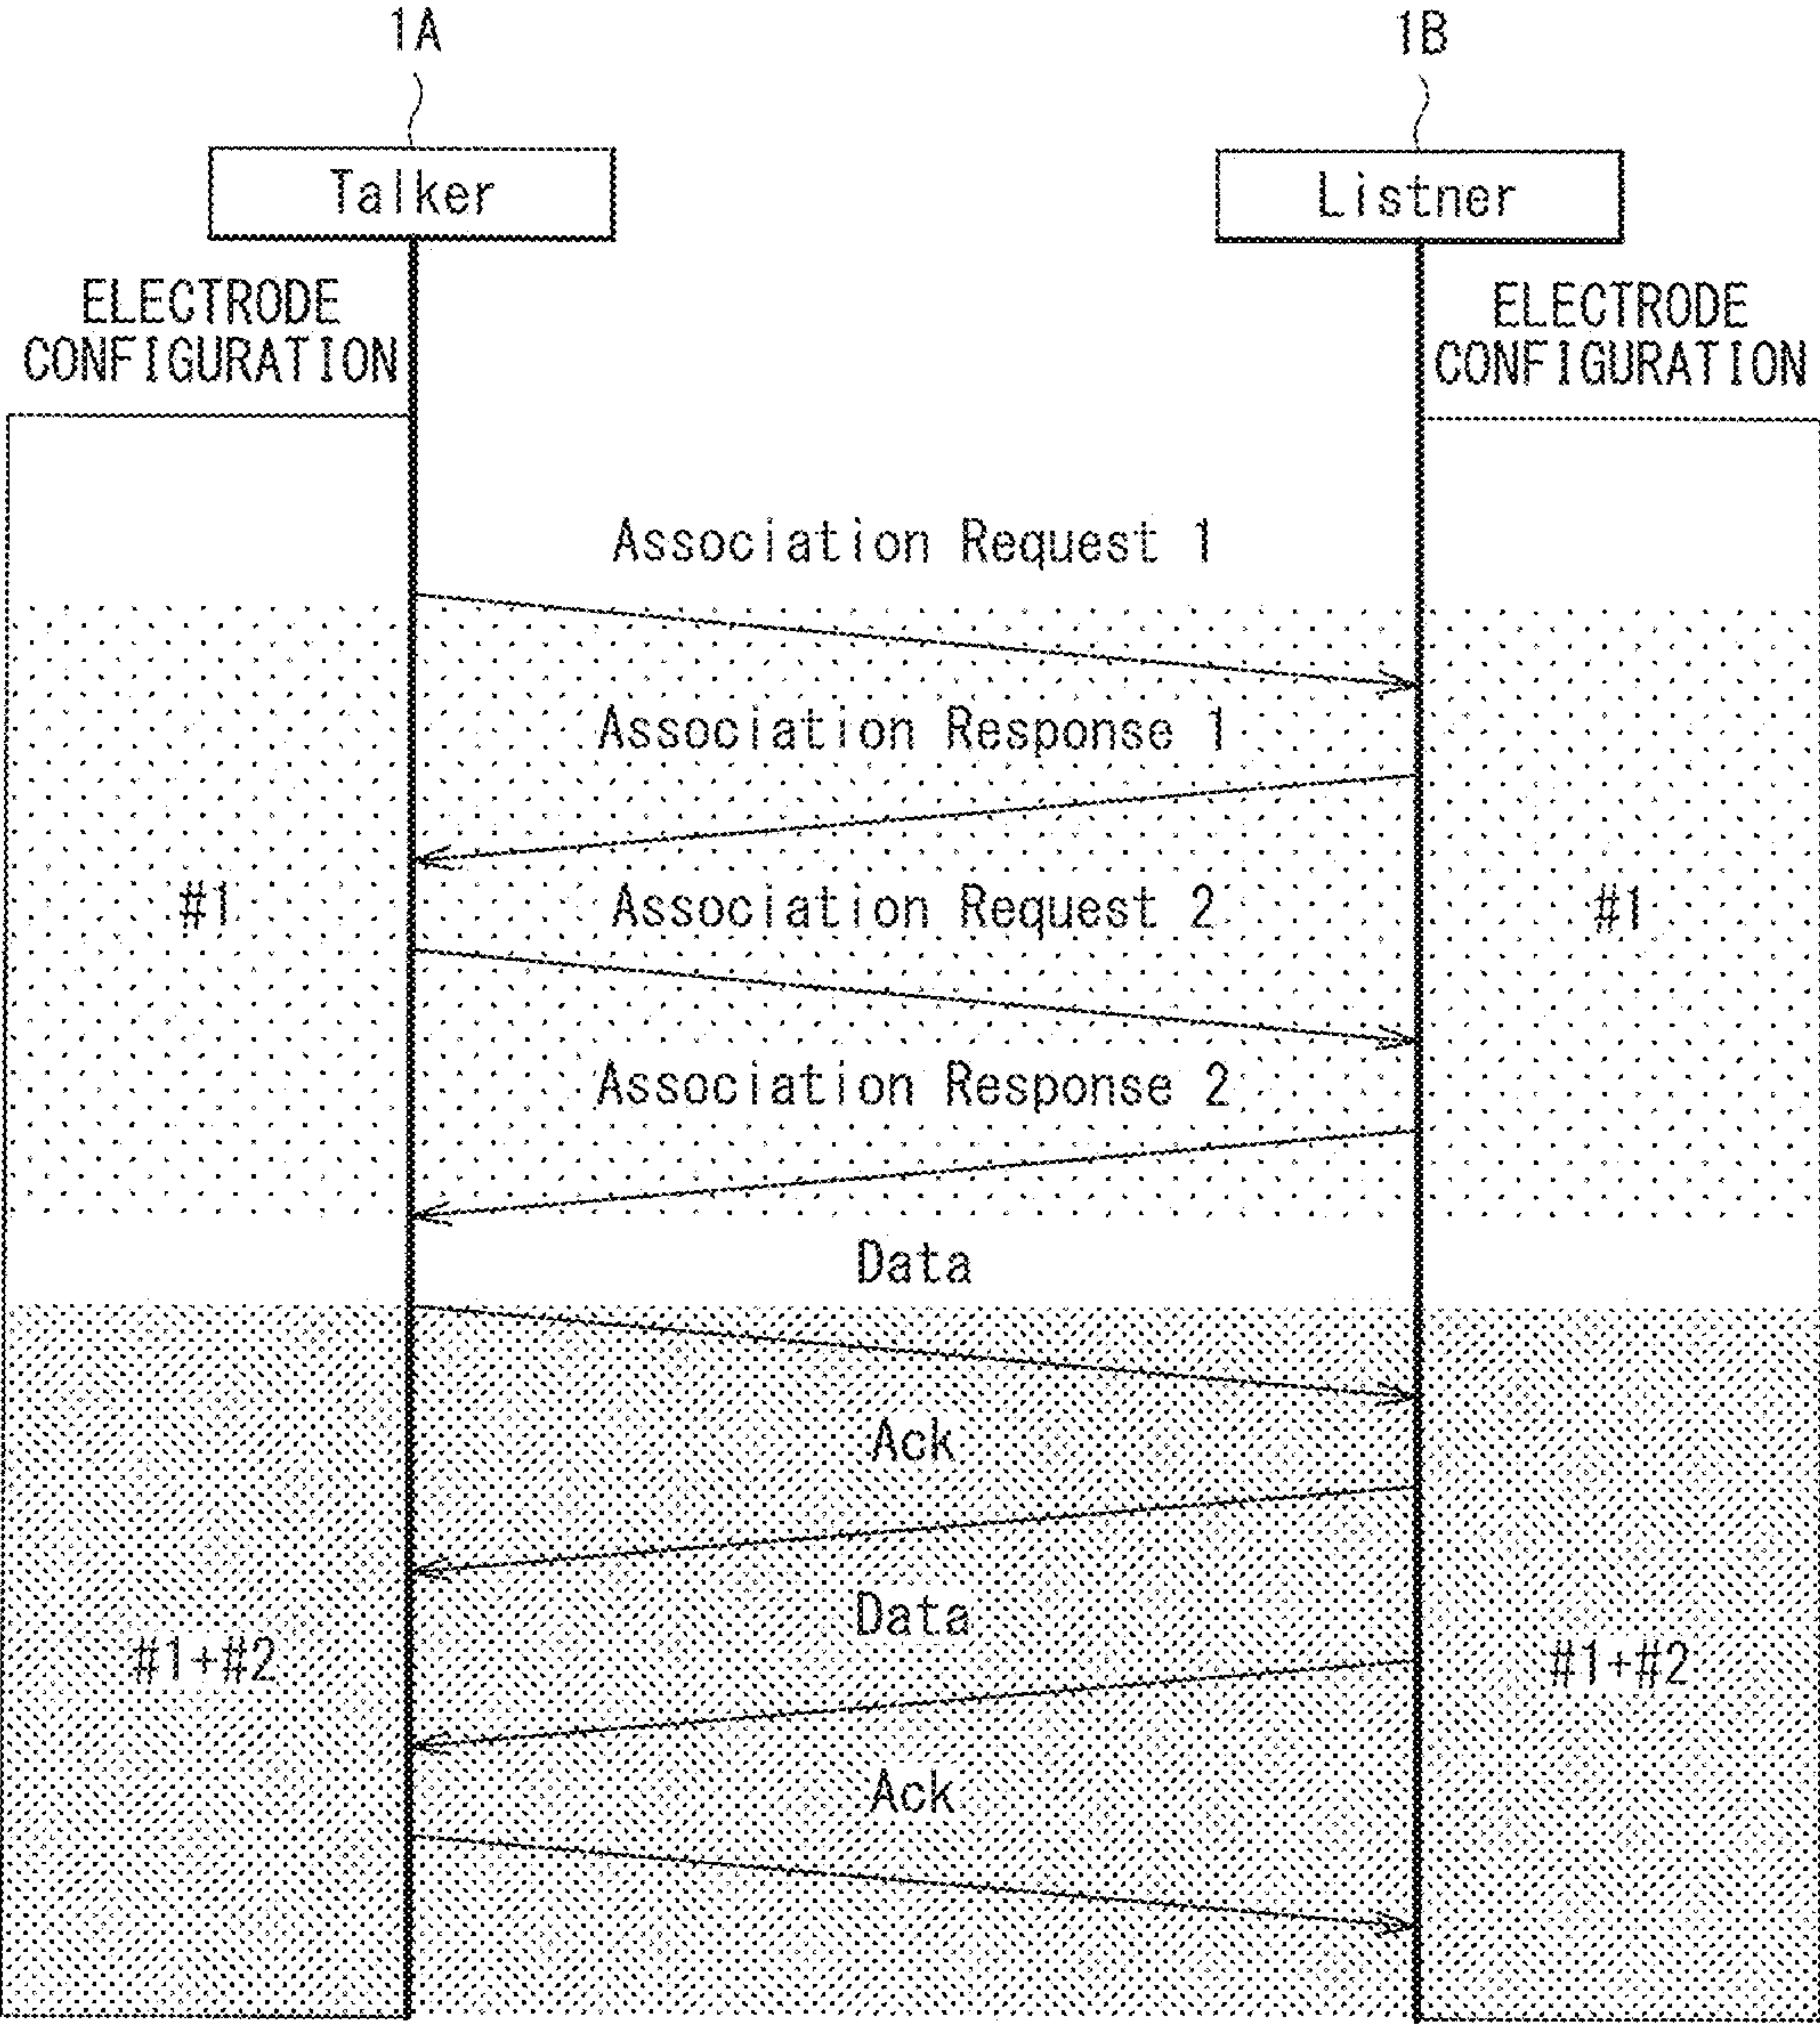 1A
1B
Talker
Listner
ELECTRODE
CONFIGURATION
ELECTRODE
CONFIGURATION
Association Request 1
Association Response 1
#1
Association Request 2
#1
Association Response 2
Data
Ack
Data
#1+#2
#1+#2
Ack